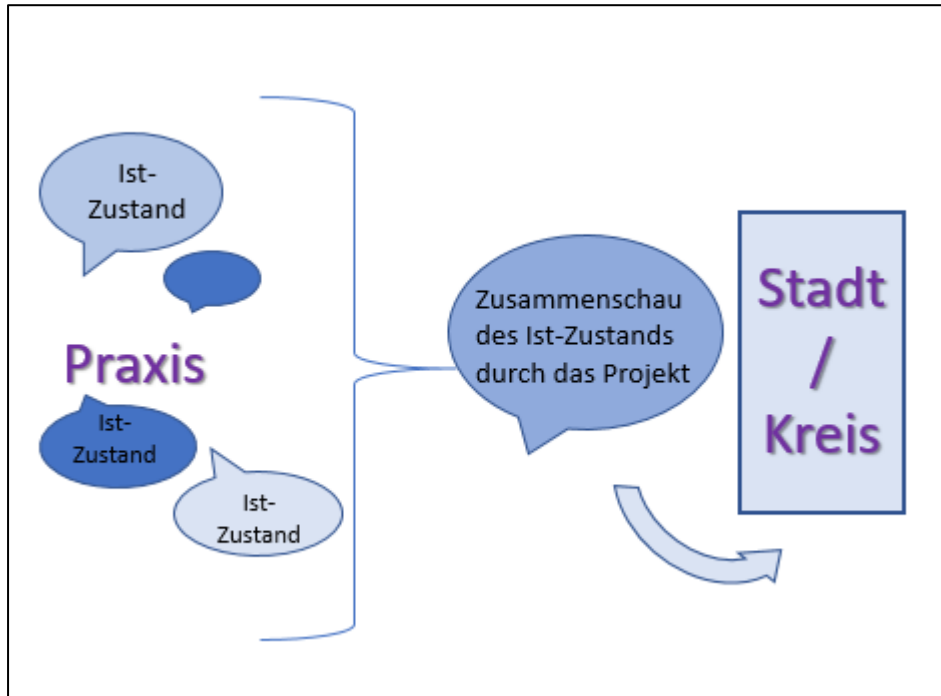 Ist-
Zustand
Praxis
Ist-
Zustand
Ist-
Zustand
Zusammenschau
des Ist-Zustands
durch das Projekt
Stadt
/
Kreis